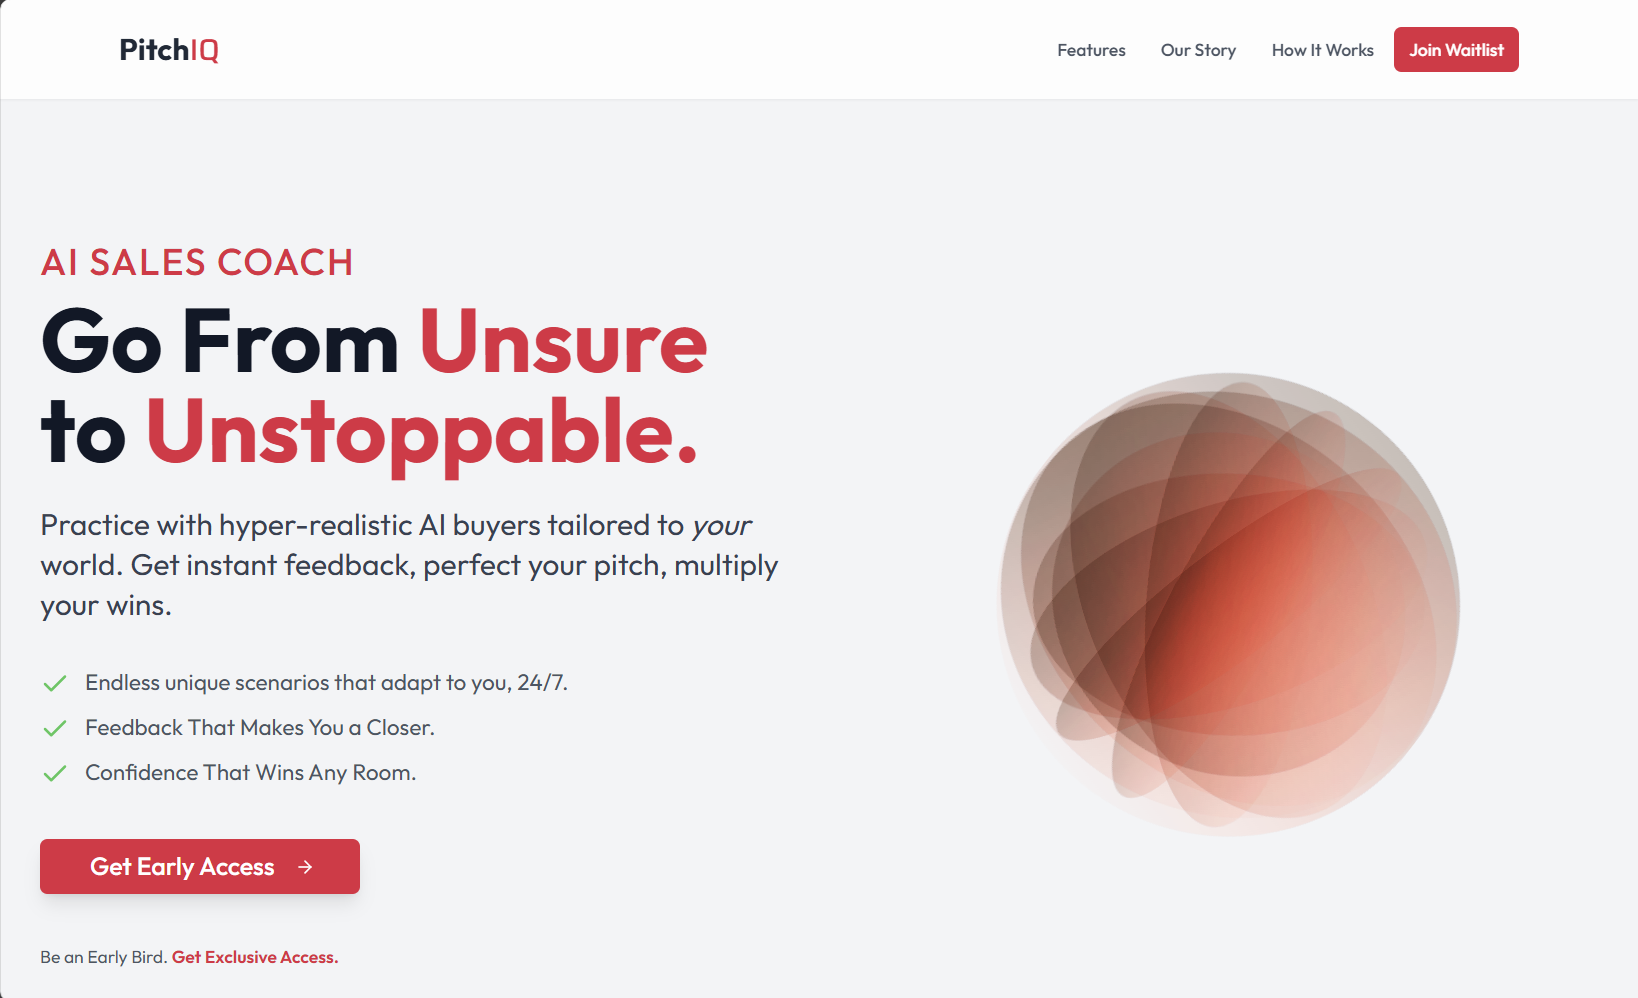 PitchIQ
Features Our Story How It Works Join Waitlist
AI SALES COACH
Go From Unsure
to Unstoppable.
Practice with hyper-realistic AI buyers tailored to your
world. Get instant feedback, perfect your pitch, multiply
your wins.
Endless unique scenarios that adapt to you, 24/7.
Feedback That Makes You a Closer.
Confidence That Wins Any Room.
Get Early Access →
Be an Early Bird. Get Exclusive Access.